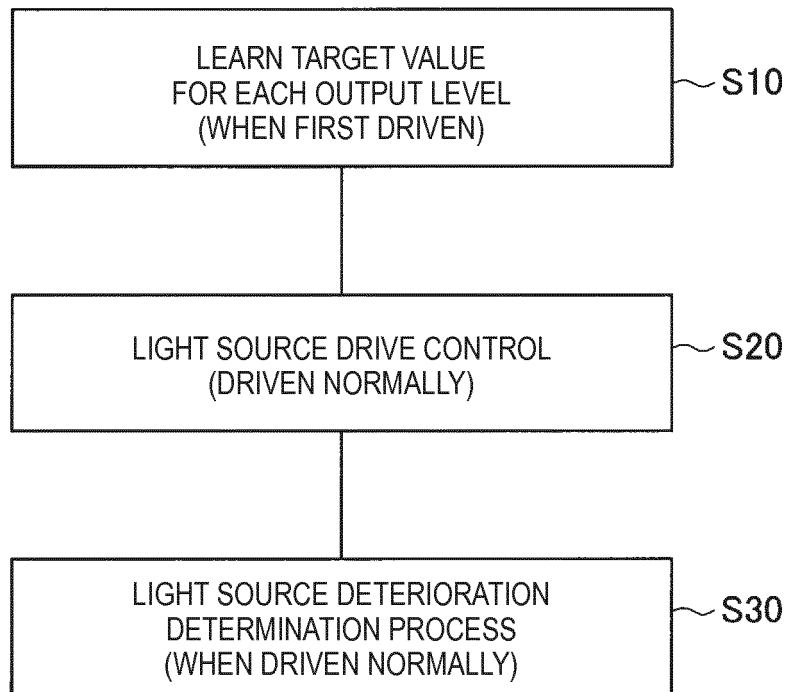 LEARN TARGET VALUE
FOR EACH OUTPUT LEVEL
(WHEN FIRST DRIVEN)
S10
LIGHT SOURCE DRIVE CONTROL
(DRIVEN NORMALLY)
S20
LIGHT SOURCE DETERIORATION
DETERMINATION PROCESS
(WHEN DRIVEN NORMALLY)
S30